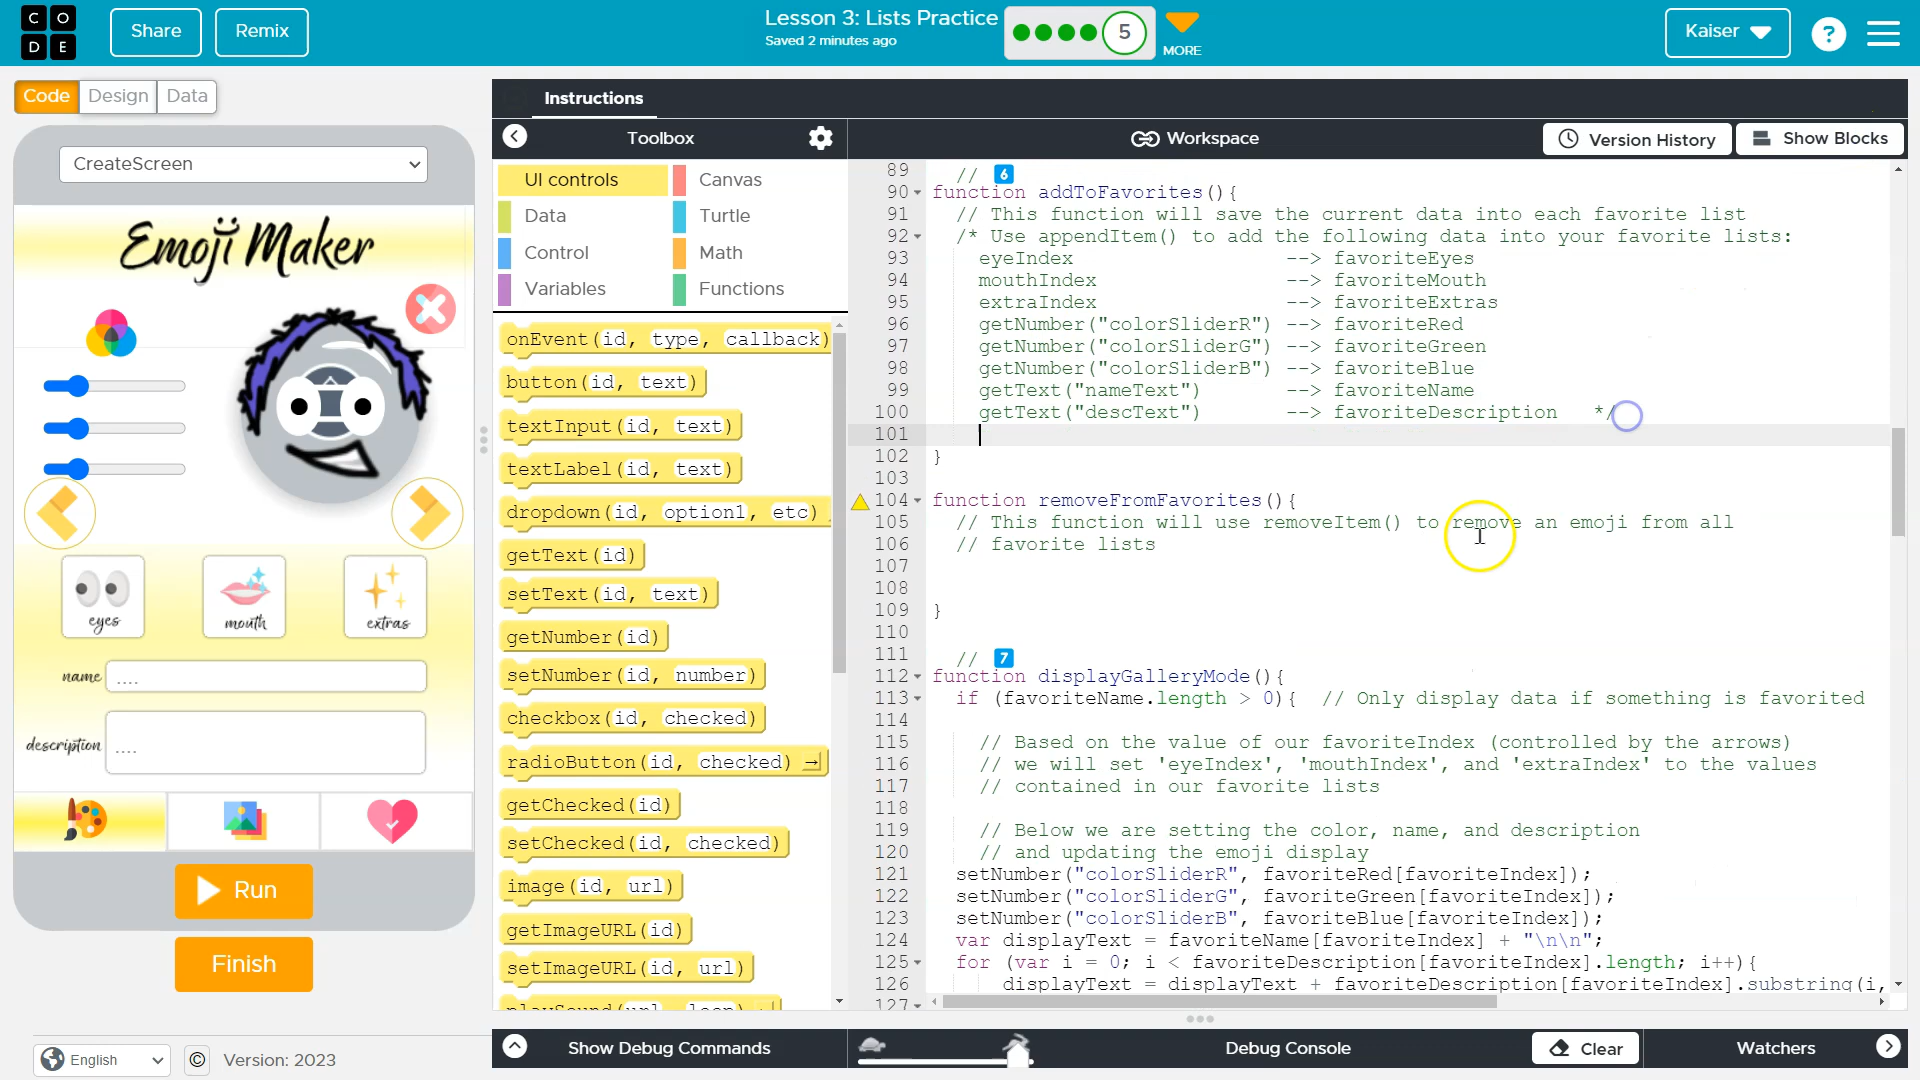 C O
D E
Share
Remix
Lesson 3: Lists Practice
Saved 2 minutes ago
5
MORE
Kaiser
?
Code
Design
Data
CreateScreen
Emoji Maker
eyes
mouth
extras
name
....
description
....
Run
Finish
English
©
Version: 2023
Instructions
Toolbox
Workspace
Version History
Show Blocks
UI controls
Canvas
Data
Turtle
Control
Math
Variables
Functions
onEvent(id, type, callback)
button(id, text)
textInput(id, text)
textLabel(id, text)
dropdown(id, option1, etc)
getText(id)
setText(id, text)
getNumber(id)
setNumber(id, number)
checkbox(id, checked)
radioButton(id, checked)
getChecked(id)
setChecked(id, checked)
image(id, url)
getImageURL(id)
setImageURL(id, url)
89 // 6
90 function addToFavorites(){
91 // This function will save the current data into each favorite list
92 /* Use appendItem() to add the following data into your favorite lists:
93 eyeIndex --> favoriteEyes
94 mouthIndex --> favoriteMouth
95 extraIndex --> favoriteExtras
96 getNumber("colorSliderR") --> favoriteRed
97 getNumber("colorSliderG") --> favoriteGreen
98 getNumber("colorSliderB") --> favoriteBlue
99 getText("nameText") --> favoriteName
100 getText("descText") --> favoriteDescription */
101
102 }
103
104 function removeFromFavorites(){
105 // This function will use removeItem() to remove an emoji from all
106 // favorite lists
107
108
109 }
110
111 // 7
112 function displayGalleryMode(){
113 if (favoriteName.length > 0){ // Only display data if something is favorited
114
115 // Based on the value of our favoriteIndex (controlled by the arrows)
116 // we will set 'eyeIndex', 'mouthIndex', and 'extraIndex' to the values
117 // contained in our favorite lists
118
119 // Below we are setting the color, name, and description
120 // and updating the emoji display
121 setNumber("colorSliderR", favoriteRed[favoriteIndex]);
122 setNumber("colorSliderG", favoriteGreen[favoriteIndex]);
123 setNumber("colorSliderB", favoriteBlue[favoriteIndex]);
124 var displayText = favoriteName[favoriteIndex] + "\n\n";
125 for (var i = 0; i < favoriteDescription[favoriteIndex].length; i++){
126 displayText = displayText + favoriteDescription[favoriteIndex].substring(i,
127
Show Debug Commands
Debug Console
Clear
Watchers